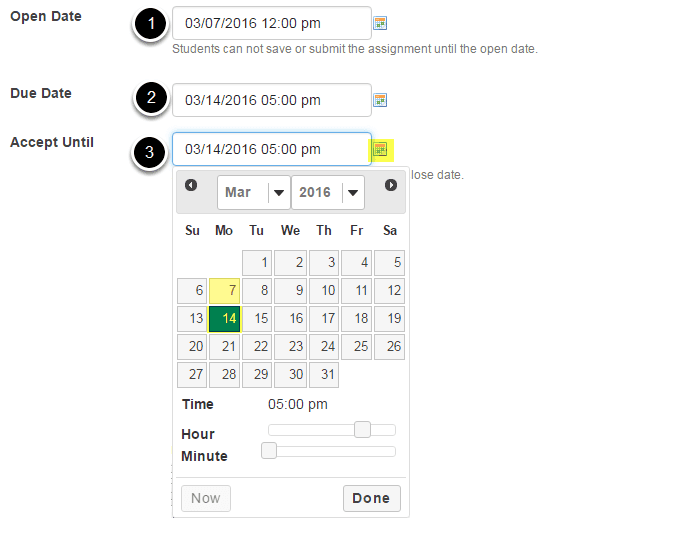 Open Date 1 03/07/2016 12:00 pm
Students can not save or submit the assignment until the open date.
Due Date 2 03/14/2016 05:00 pm
Accept Until 3 03/14/2016 05:00 pm
lose date.
Mar 2016
Su Mo Tu We Th Fr Sa
1 2 3 4 5
6 7 8 9 10 11 12
13 14 15 16 17 18 19
20 21 22 23 24 25 26
27 28 29 30 31
Time 05:00 pm
Hour
Minute
Now Done